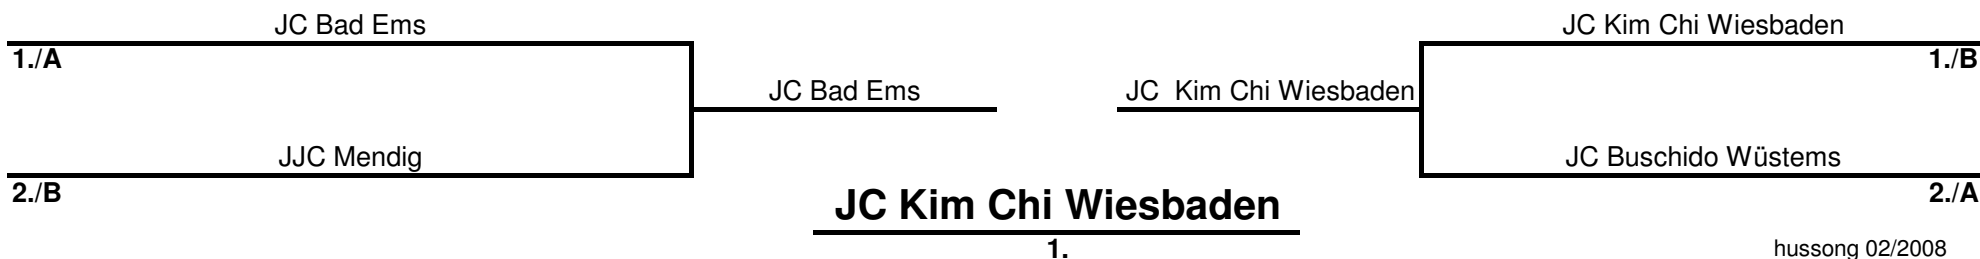 JC Bad Ems
JC Kim Chi Wiesbaden
1./A
1./B
JC Bad Ems
JC  Kim Chi Wiesbaden
JJC Mendig
JC Buschido Wüstems
2./B
2./A
JC Kim Chi Wiesbaden
1.
hussong 02/2008